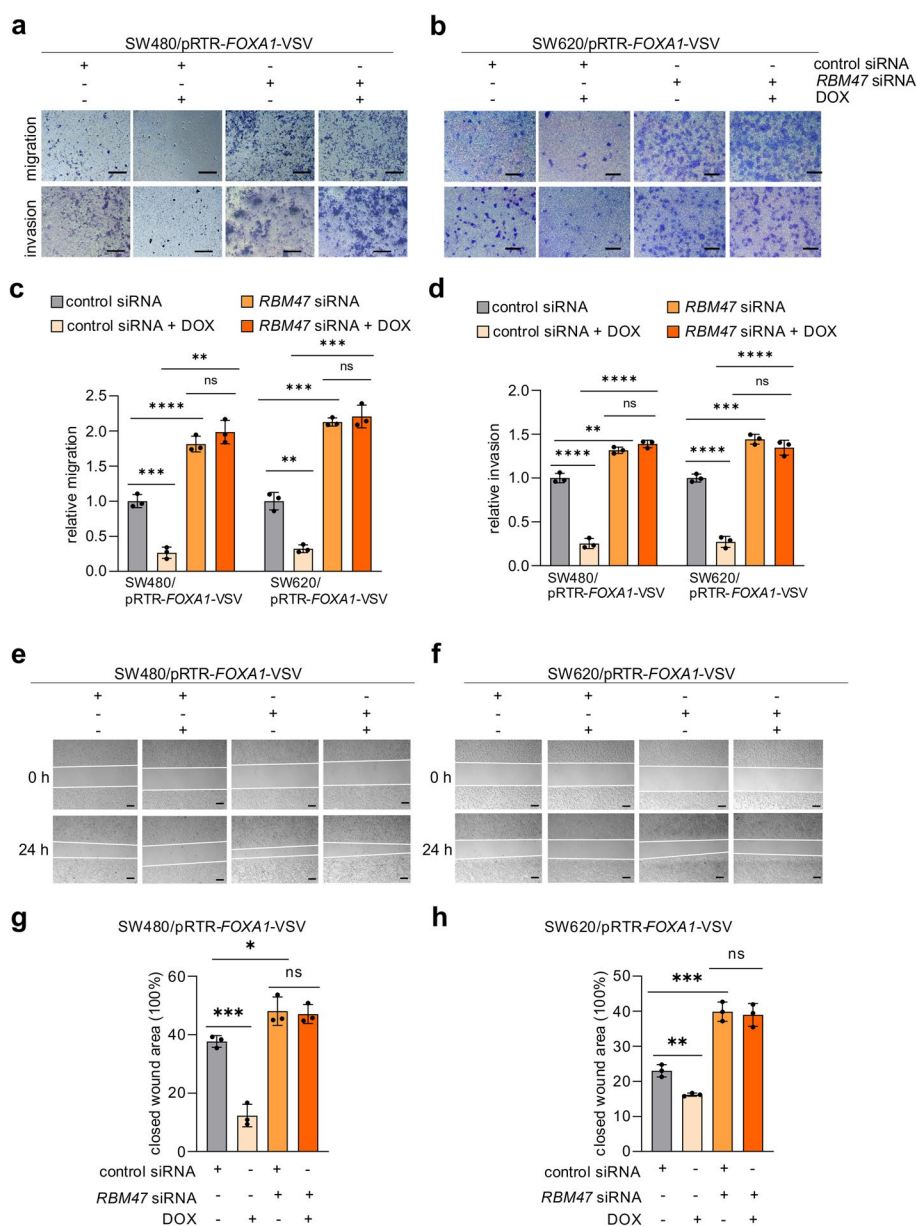 a
SW480/pRTR-FOXA1-VSV
+ + - -
- - + +
- + - +
migration
invasion
b
SW620/pRTR-FOXA1-VSV
+ + - - control siRNA
- - + + RBM47 siRNA
- + - + DOX
c
control siRNA RBM47 siRNA
control siRNA + DOX RBM47 siRNA + DOX
** ***
ns ns
**** ***
*** **
relative migration
2.5
2.0
1.5
1.0
0.5
0.0
SW480/ SW620/
pRTR-FOXA1-VSV pRTR-FOXA1-VSV
d
control siRNA RBM47 siRNA
control siRNA + DOX RBM47 siRNA + DOX
**** ****
ns ns
** ***
**** ****
relative invasion
2.0
1.5
1.0
0.5
0.0
SW480/ SW620/
pRTR-FOXA1-VSV pRTR-FOXA1-VSV
e
SW480/pRTR-FOXA1-VSV
+ + - -
- - + +
- + - +
0 h
24 h
f
SW620/pRTR-FOXA1-VSV
+ + - -
- - + +
- + - +
0 h
24 h
g
SW480/pRTR-FOXA1-VSV
*
ns
***
closed wound area (100%)
60
40
20
0
control siRNA + - + -
RBM47 siRNA - - + +
DOX - + - +
h
SW620/pRTR-FOXA1-VSV
ns
***
**
closed wound area (100%)
50
40
30
20
10
0
control siRNA + - + -
RBM47 siRNA - - + +
DOX - + - +